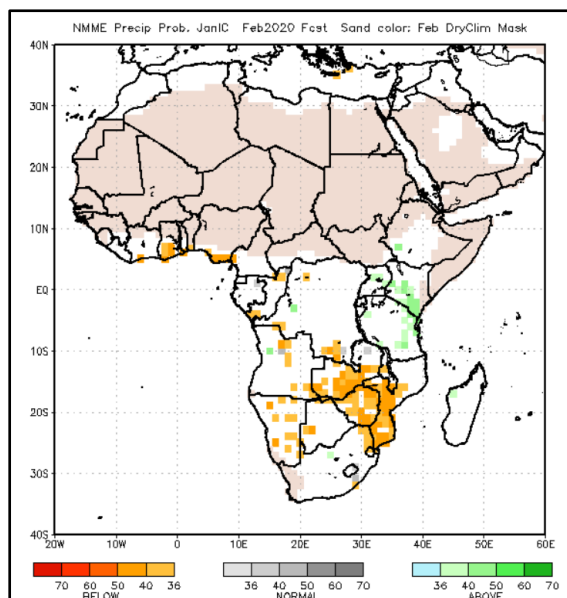 NMME Precip Prob. JanIC Feb2020 Fcst Sand color: Feb DryClim Mask
40N
30N
20N
10N
EQ
10S
20S
30S
40S
20W 10W 0 10E 20E 30E 40E 50E 60E
70 60 50 40 36
BELOW
36 40 50 60 70
NORMAL
36 40 50 60 70
ABOVE